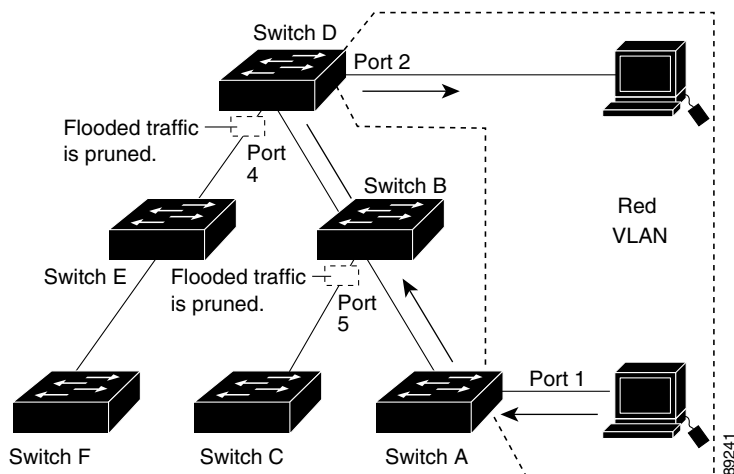 Switch D
Port 2
Flooded traffic
is pruned.
Port
4
Switch B
Red
VLAN
Switch E
Flooded traffic
is pruned.
Port
5
Port 1
Switch F
Switch C
Switch A
89241